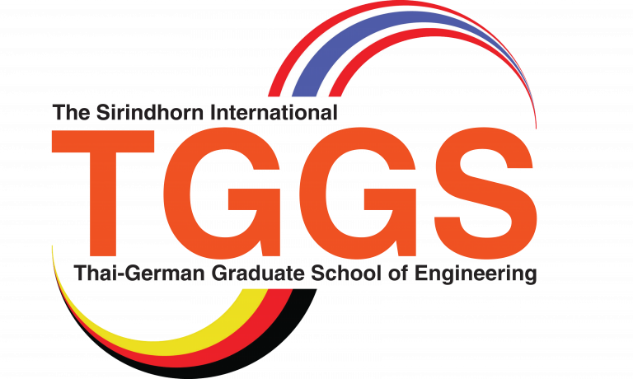 The Sirindhorn International
TGGS
Thai-German Graduate School of Engineering